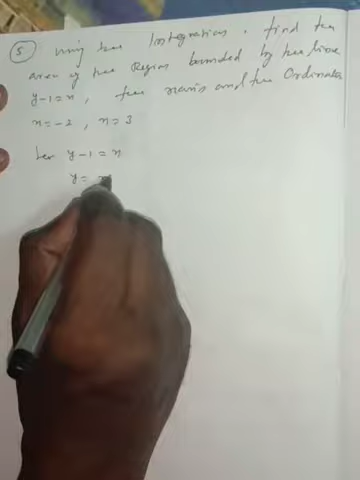 (5) Using the Integration, find the
area of the Region bounded by the line
y-1=x, the x axis and the Ordinates
x=-2, x=3
Let y-1=x
y= x